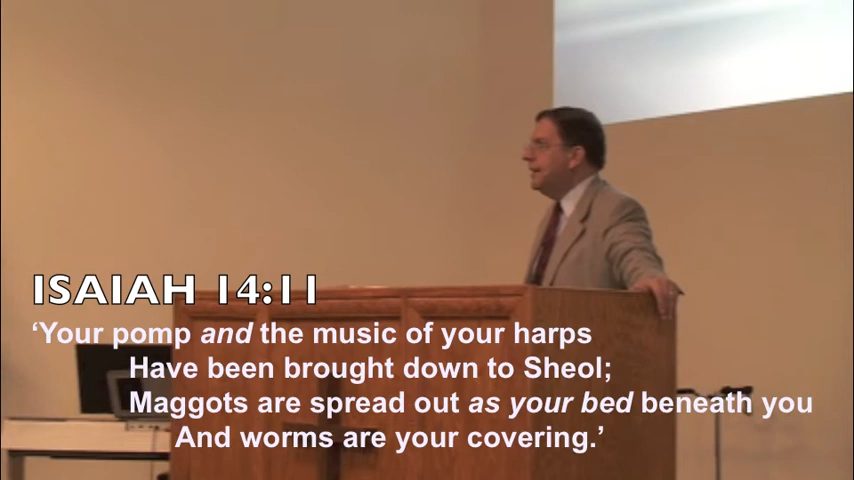 ISAIAH 14:11
‘Your pomp and the music of your harps
Have been brought down to Sheol;
Maggots are spread out as your bed beneath you
And worms are your covering.’